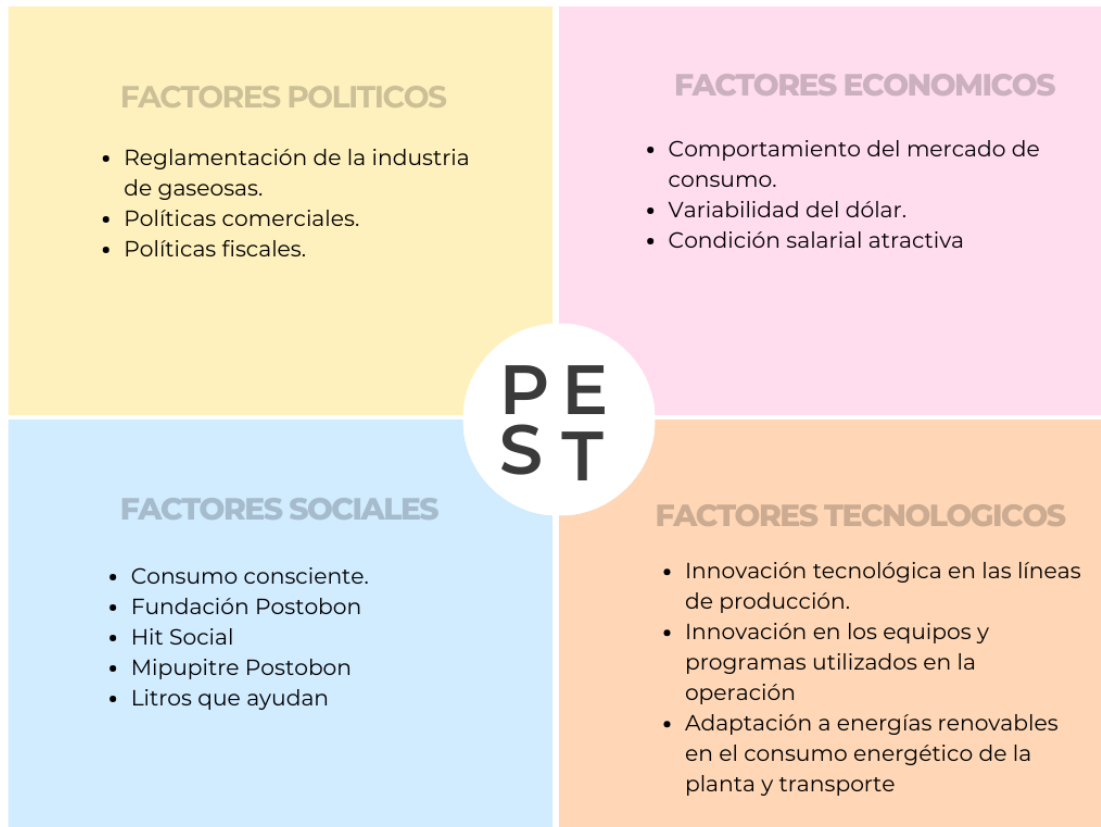 FACTORES POLITICOS
• Reglamentación de la industria
de gaseosas.
• Políticas comerciales.
• Políticas fiscales.
FACTORES ECONOMICOS
• Comportamiento del mercado de
consumo.
• Variabilidad del dólar.
• Condición salarial atractiva
P E
S T
FACTORES SOCIALES
• Consumo consciente.
• Fundación Postobon
• Hit Social
• Mipupitre Postobon
• Litros que ayudan
FACTORES TECNOLOGICOS
• Innovación tecnológica en las líneas
de producción.
• Innovación en los equipos y
programas utilizados en la
operación
• Adaptación a energías renovables
en el consumo energético de la
planta y transporte